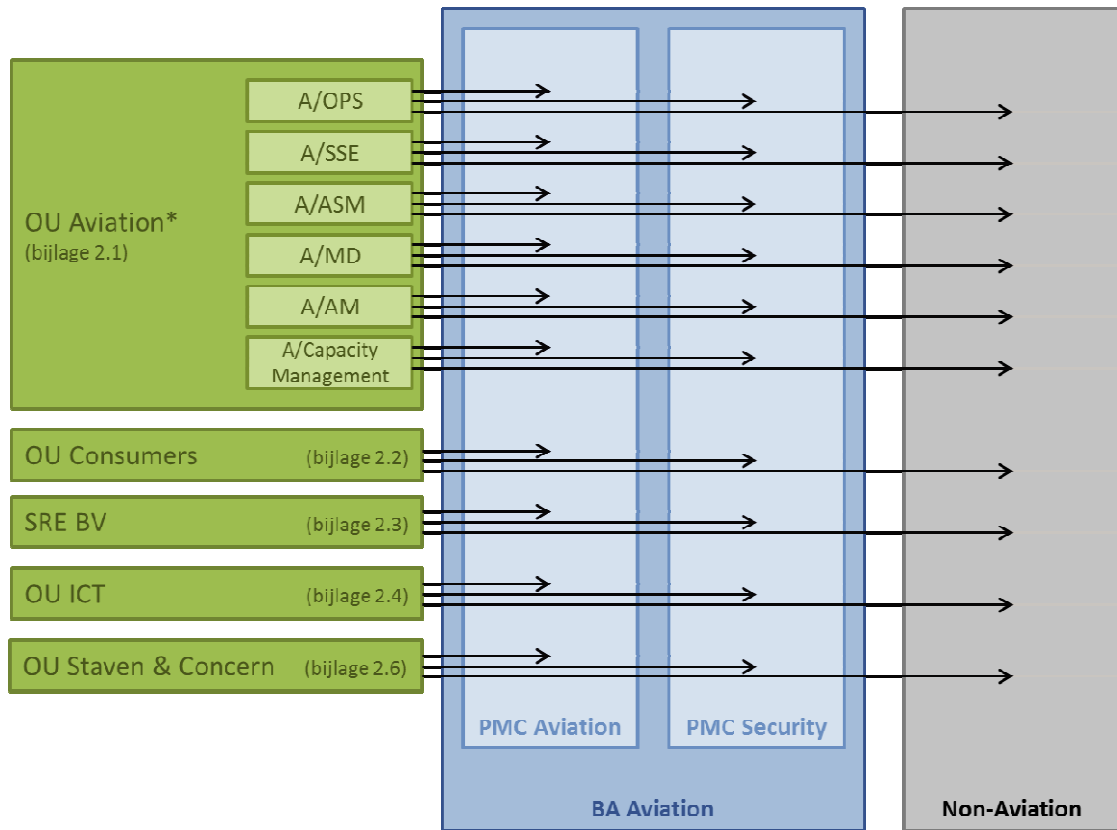 A/OPS
A/SSE
A/ASM
OU Aviation*
(bijlage 2.1)
A/MD
A/AM
A/Capacity
Management
OU Consumers (bijlage 2.2)
SRE BV (bijlage 2.3)
OU ICT (bijlage 2.4)
OU Staven & Concern (bijlage 2.6)
PMC Aviation
PMC Security
BA Aviation
Non-Aviation